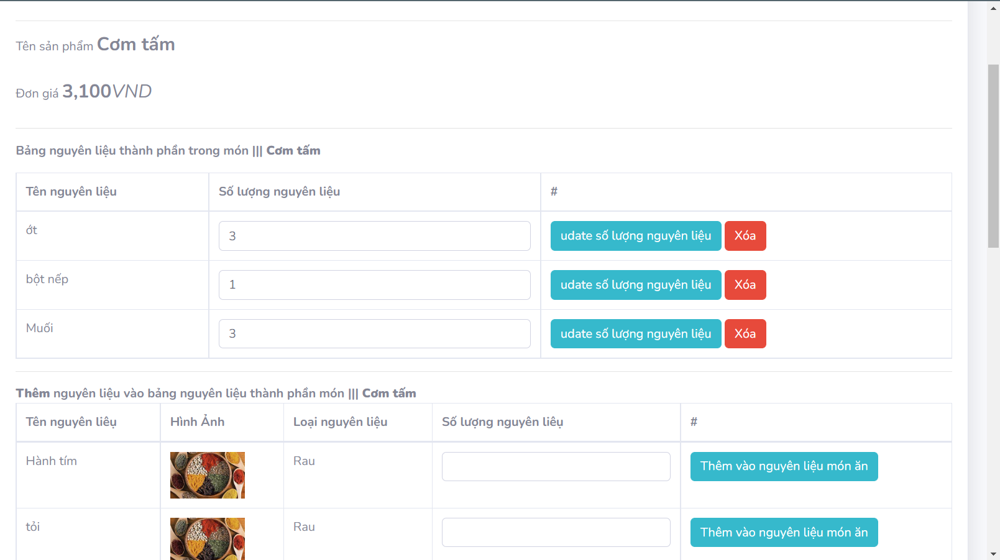 Tên sản phẩm Cơm tấm
Đơn giá 3,100VND
Bảng nguyên liệu thành phần trong món ||| Cơm tấm
Tên nguyên liệu Số lượng nguyên liệu #
ớt 3 udate số lượng nguyên liệu Xóa
bột nếp 1 udate số lượng nguyên liệu Xóa
Muối 3 udate số lượng nguyên liệu Xóa
Thêm nguyên liệu vào bảng nguyên liệu thành phần món ||| Cơm tấm
Tên nguyên liêụ Hình Ảnh Loại nguyên liệu Số lượng nguyên liêụ #
Hành tím Rau Thêm vào nguyên liệu món ăn
tỏi Rau Thêm vào nguyên liệu món ăn